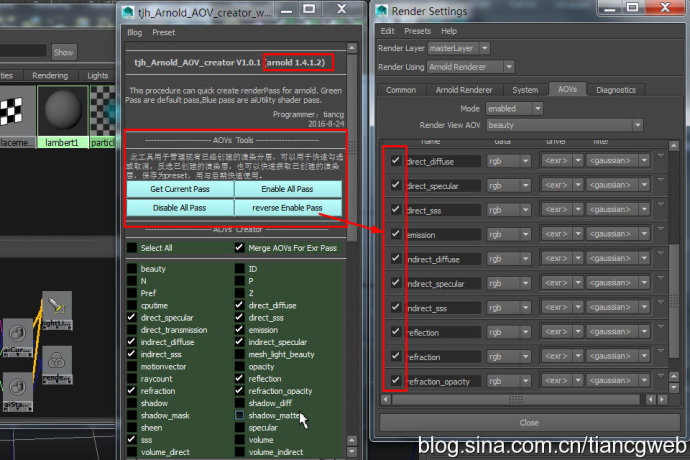 Show
Rendering
Lights
laceme
lambert1
particl
lightLi
aiCur
rende
aiSta
tjh_Arnold_AOV_creator_w...
Blog Preset
tjh_Arnold_AOV_creator V1.0.1 (arnold 1.4.1.2)
This procedure can quick create renderPass for arnold. Green
Pass are default pass,Blue pass are aiUtility shader pass.
Programmer: tiancg
2016-8-24
AOVs Tools
此工具用于管理现有已经创建的渲染分层，可以用于快速勾选
或取消，反选已创建的渲染层，也可以快速获取已创建的渲染
层，保存为preset，用与后期快速使用。
Get Current Pass Enable All Pass
Disable All Pass reverse Enable Pass
AOVs Creator
Select All Merge AOVs For Exr Pass
beauty ID
N P
Pref Z
cputime direct_diffuse
direct_specular direct_sss
direct_transmission emission
indirect_diffuse indirect_specular
indirect_sss mesh_light_beauty
motionvector opacity
raycount reflection
refraction refraction_opacity
shadow shadow_diff
shadow_mask shadow_matte
sheen specular
sss volume
volume_direct volume_indirect
Render Settings
Edit Presets Help
Render Layer masterLayer
Render Using Arnold Renderer
Common Arnold Renderer System AOVs Diagnostics
Mode enabled
Render View AOV beauty
name data driver filter
direct_diffuse rgb <exr> <gaussian>
direct_specular rgb <exr> <gaussian>
direct_sss rgb <exr> <gaussian>
emission rgb <exr> <gaussian>
indirect_diffuse rgb <exr> <gaussian>
indirect_specular rgb <exr> <gaussian>
indirect_sss rgb <exr> <gaussian>
reflection rgb <exr> <gaussian>
refraction rgb <exr> <gaussian>
refraction_opacity rgb <exr> <gaussian>
Close
blog.sina.com.cn/tiancgweb